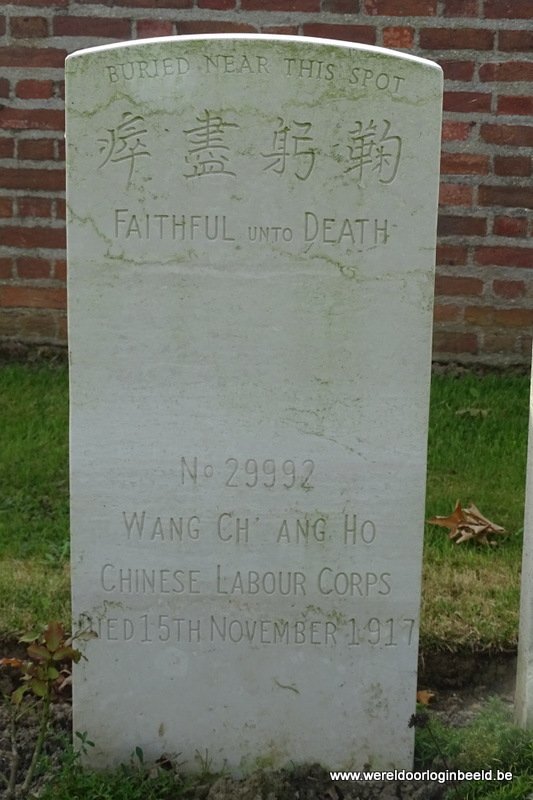 BURIED NEAR THIS SPOT
鞠躬盡瘁
FAITHFUL UNTO DEATH
No 29992
WANG CH' ANG HO
CHINESE LABOUR CORPS
DIED 15TH NOVEMBER 1917
www.wereldoorloginbeeld.be